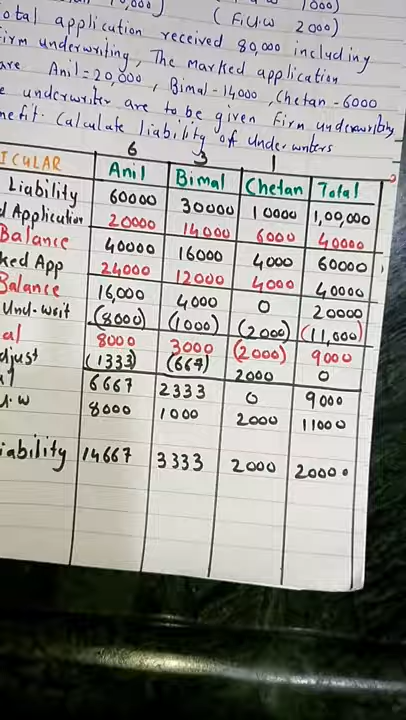 0,000) 1000)
(F.U.W 2000)
otal application received 80,000 including
irm underwriting, The Marked application
are Anil=20,000, Bimal-14000, Chetan-6000
e underwriter are to be given Firm underwriting
nefit. Calculate liability of underwriters
6 3 1
ICULAR Anil Bimal Chetan Total
Liability 60000 30000 10000 1,00,000
d Application 20000 14000 6000 40000
Balance 40000 16000 4000 60000
ked App 24000 12000 4000 40000
Balance 16,000 4000 0 20000
Und-writ (8000) (1000) (2000) (11,000)
al 8000 3000 (2000) 9000
djust (1333) (667) 2000 0
6667 2333 0 9000
U.W 8000 1000 2000 11000
iability 14667 3333 2000 20000